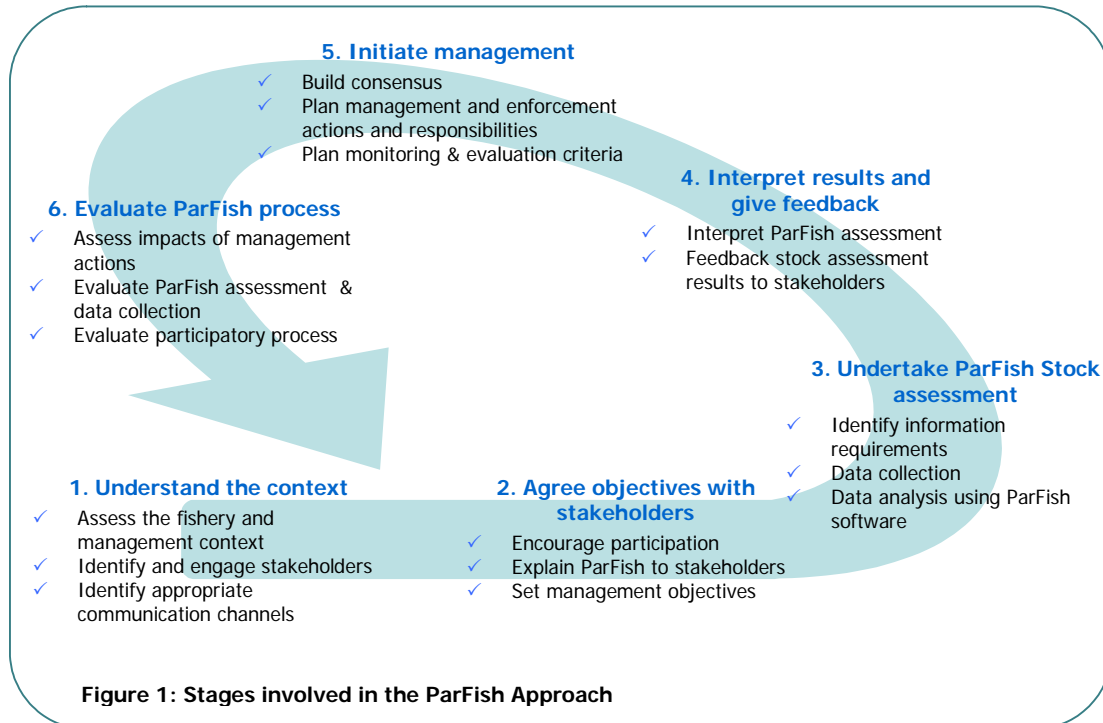 5. Initiate management
✓ Build consensus
✓ Plan management and enforcement
actions and responsibilities
✓ Plan monitoring & evaluation criteria
4. Interpret results and
give feedback
✓ Interpret ParFish assessment
✓ Feedback stock assessment
results to stakeholders
6. Evaluate ParFish process
✓ Assess impacts of management
actions
✓ Evaluate ParFish assessment &
data collection
✓ Evaluate participatory process
3. Undertake ParFish Stock
assessment
✓ Identify information
requirements
✓ Data collection
✓ Data analysis using ParFish
software
1. Understand the context
✓ Assess the fishery and
management context
✓ Identify and engage stakeholders
✓ Identify appropriate
communication channels
2. Agree objectives with
stakeholders
✓ Encourage participation
✓ Explain ParFish to stakeholders
✓ Set management objectives
Figure 1: Stages involved in the ParFish Approach